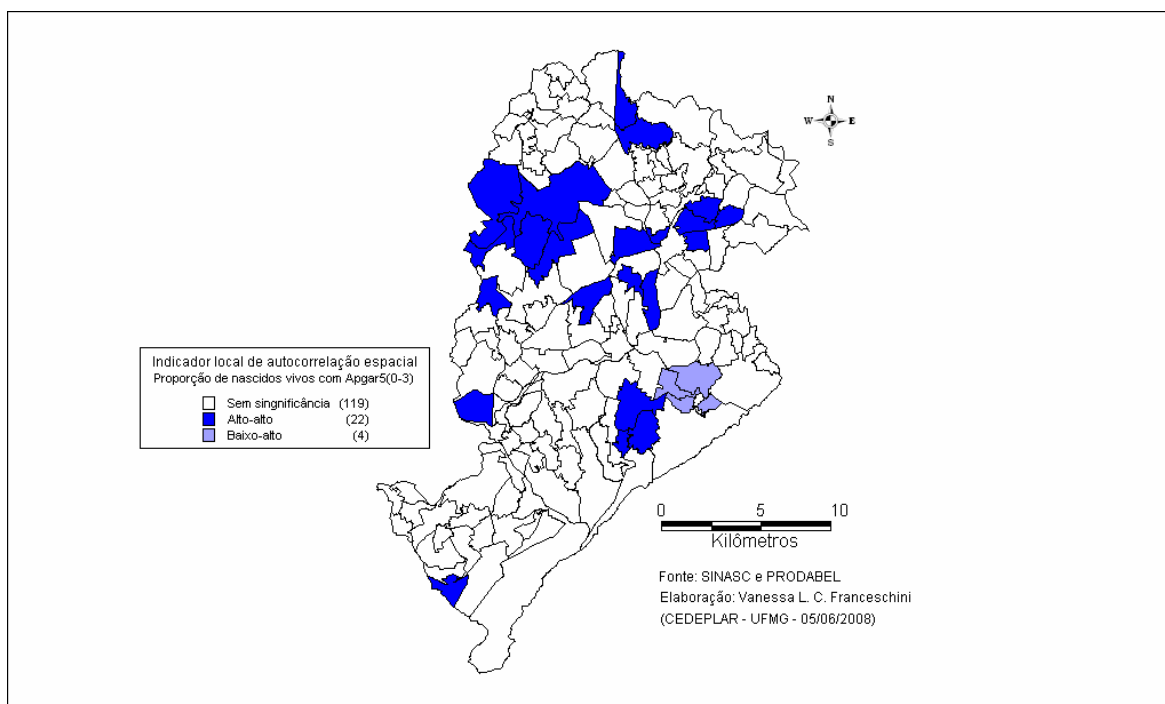 N
W E
S
Indicador local de autocorrelação espacial
Proporção de nascidos vivos com Apgar5(0-3)
Sem singnificância (119)
Alto-alto (22)
Baixo-alto (4)
0 5 10
Kilômetros
Fonte: SINASC e PRODABEL
Elaboração: Vanessa L. C. Franceschini
(CEDEPLAR - UFMG - 05/06/2008)